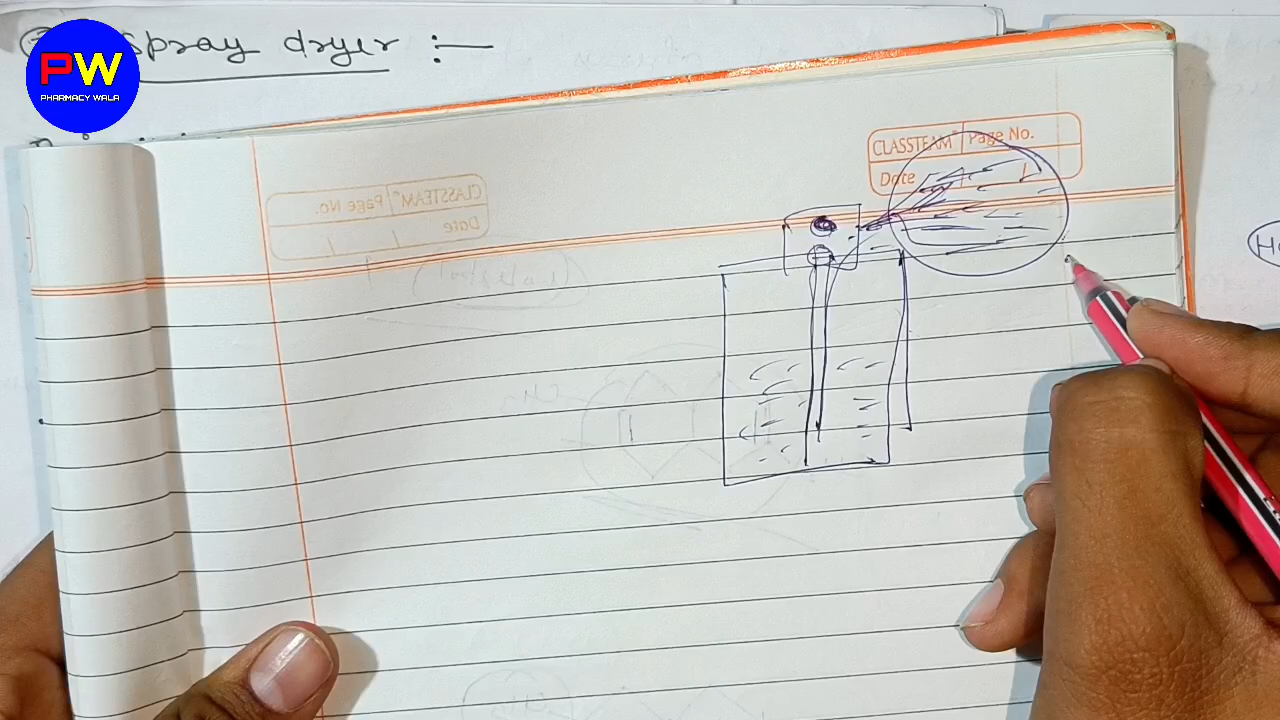 Spray dryer :-
PW
PHARMACY WALA
CLASSTEAM Page No.
Date
CLASSTEAM Page No.
Date